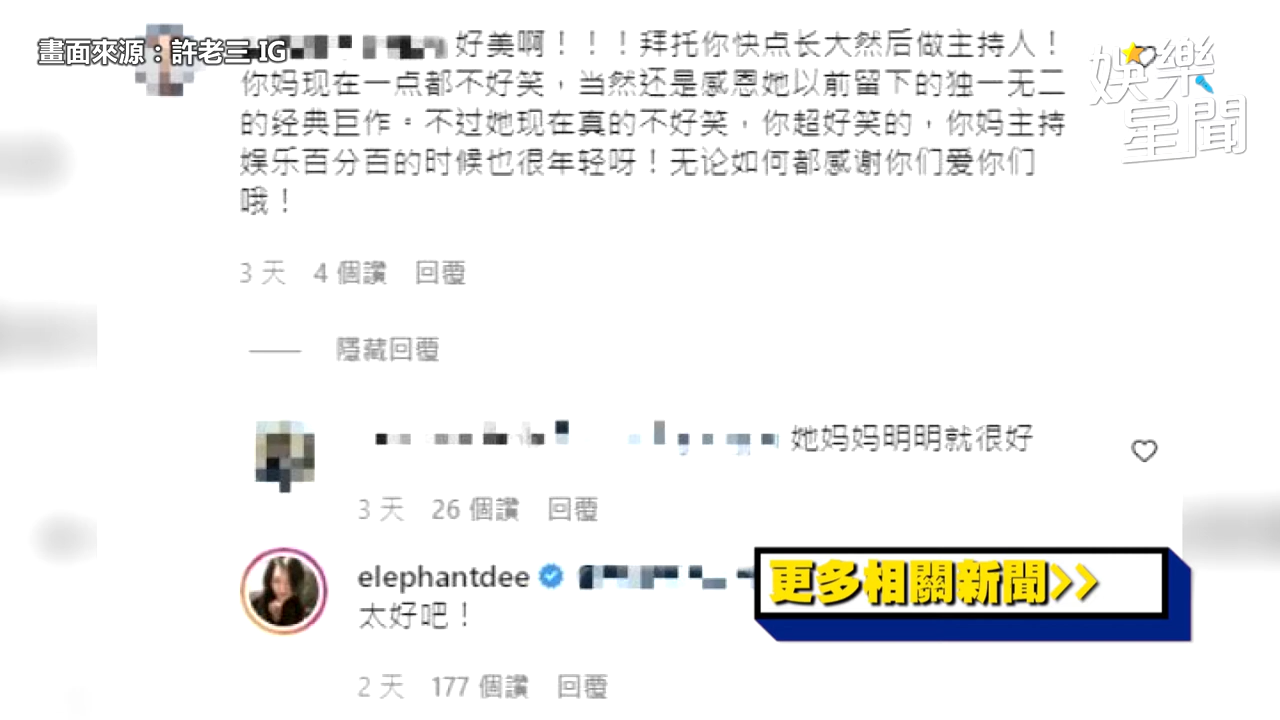 畫面來源：許老三 IG
娛樂
星聞
好美啊！！！拜托你快点长大然后做主持人！
你妈现在一点都不好笑，当然还是感恩她以前留下的独一无二
的经典巨作。不过她现在真的不好笑，你超好笑的，你妈主持
娱乐百分百的时候也很年轻呀！无论如何都感谢你们爱你们
哦！
3 天 4 個讚 回覆
隱藏回覆
她妈妈明明就很好
3 天 26 個讚 回覆
elephantdee
太好吧！
更多相關新聞>>
2 天 177 個讚 回覆